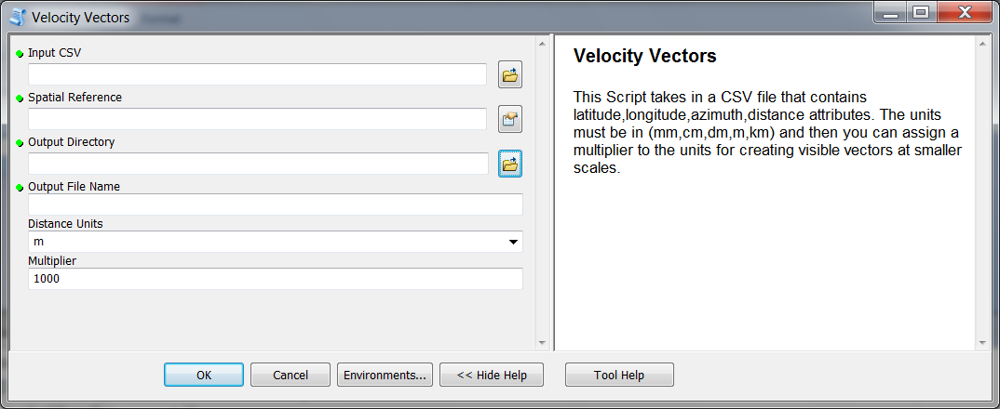 Velocity Vectors
Input CSV
Spatial Reference
Output Directory
Output File Name
Distance Units
m
Multiplier
1000
Velocity Vectors
This Script takes in a CSV file that contains
latitude,longitude,azimuth,distance attributes. The units
must be in (mm,cm,dm,m,km) and then you can assign a
multiplier to the units for creating visible vectors at smaller
scales.
OK
Cancel
Environments...
<< Hide Help
Tool Help